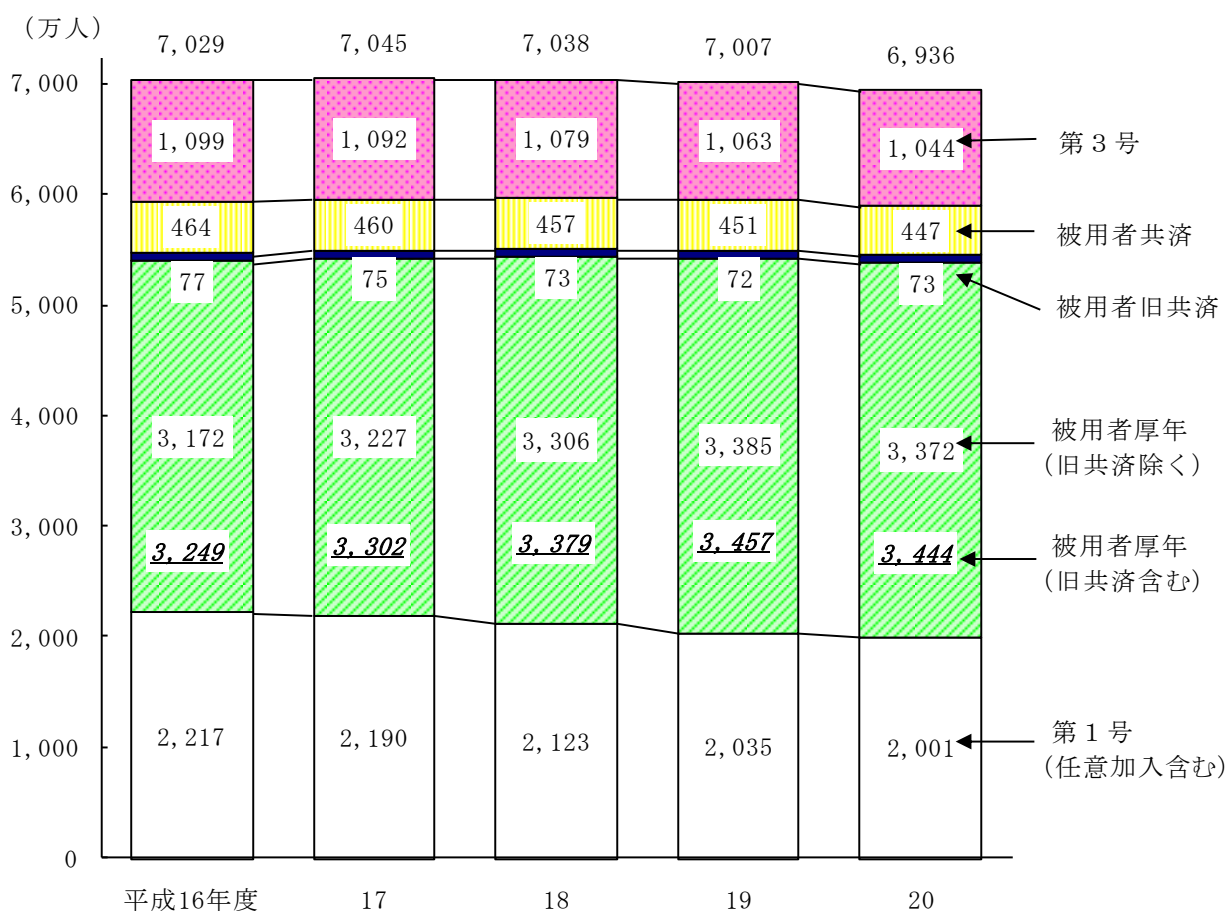 (万人)
7,029 7,045 7,038 7,007 6,936
7,000
1,099 1,092 1,079 1,063 1,044 第3号
6,000
464 460 457 451 447 被用者共済
77 75 73 72 73 被用者旧共済
5,000
4,000
3,172 3,227 3,306 3,385 3,372 被用者厚年
(旧共済除く)
3,000
3,249 3,302 3,379 3,457 3,444 被用者厚年
(旧共済含む)
2,000
2,217 2,190 2,123 2,035 2,001 第1号
(任意加入含む)
1,000
0
平成16年度 17 18 19 20